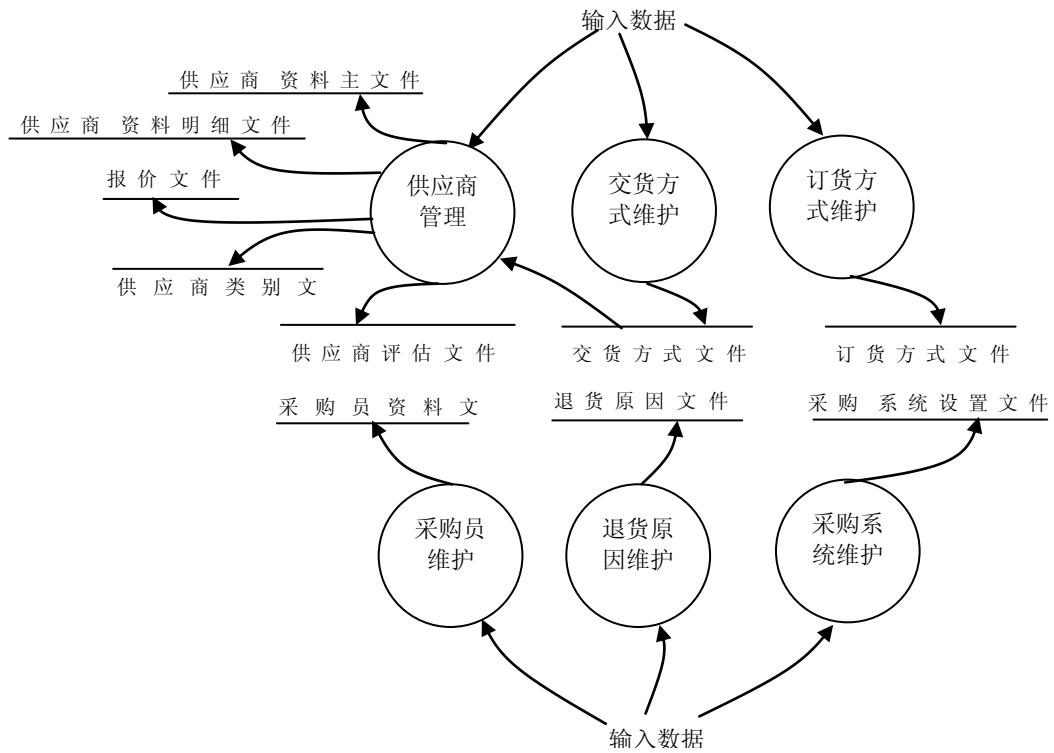 输入数据
供应商 资料主文件
供应商 资料明细文件
报价文件
供应商
管理
交货方
式维护
订货方
式维护
供应商类别文
供应商评估文件
交货方式文件
订货方式文件
采购员资料文
退货原因文件
采购 系统设置文件
采购员
维护
退货原
因维护
采购系
统维护
输入数据